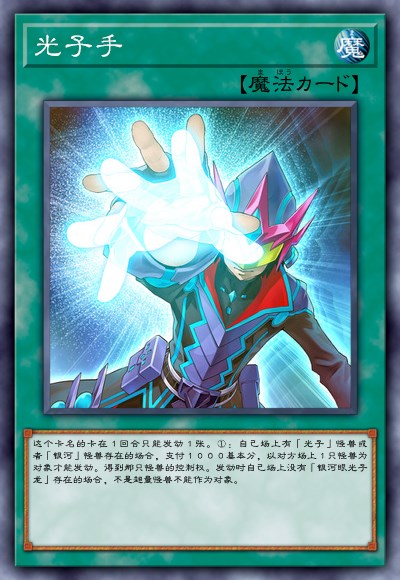 光子手
魔
【魔法カード】
ま ほう
这个卡名的卡在1回合只能发动1张。①：自己场上有「光子」怪兽或
者「银河」怪兽存在的场合，支付1000基本分，以对方场上1只怪兽为
对象才能发动。得到那只怪兽的控制权。发动时自己场上没有「银河眼光子
龙」存在的场合，不是超量怪兽不能作为对象。